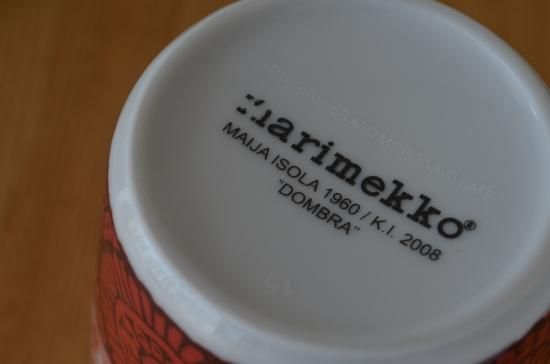 DISHWASHER AND MICROWAVE SAFE
marimekko®
MAIJA ISOLA 1960 / K.I. 2008
"DOMBRA"